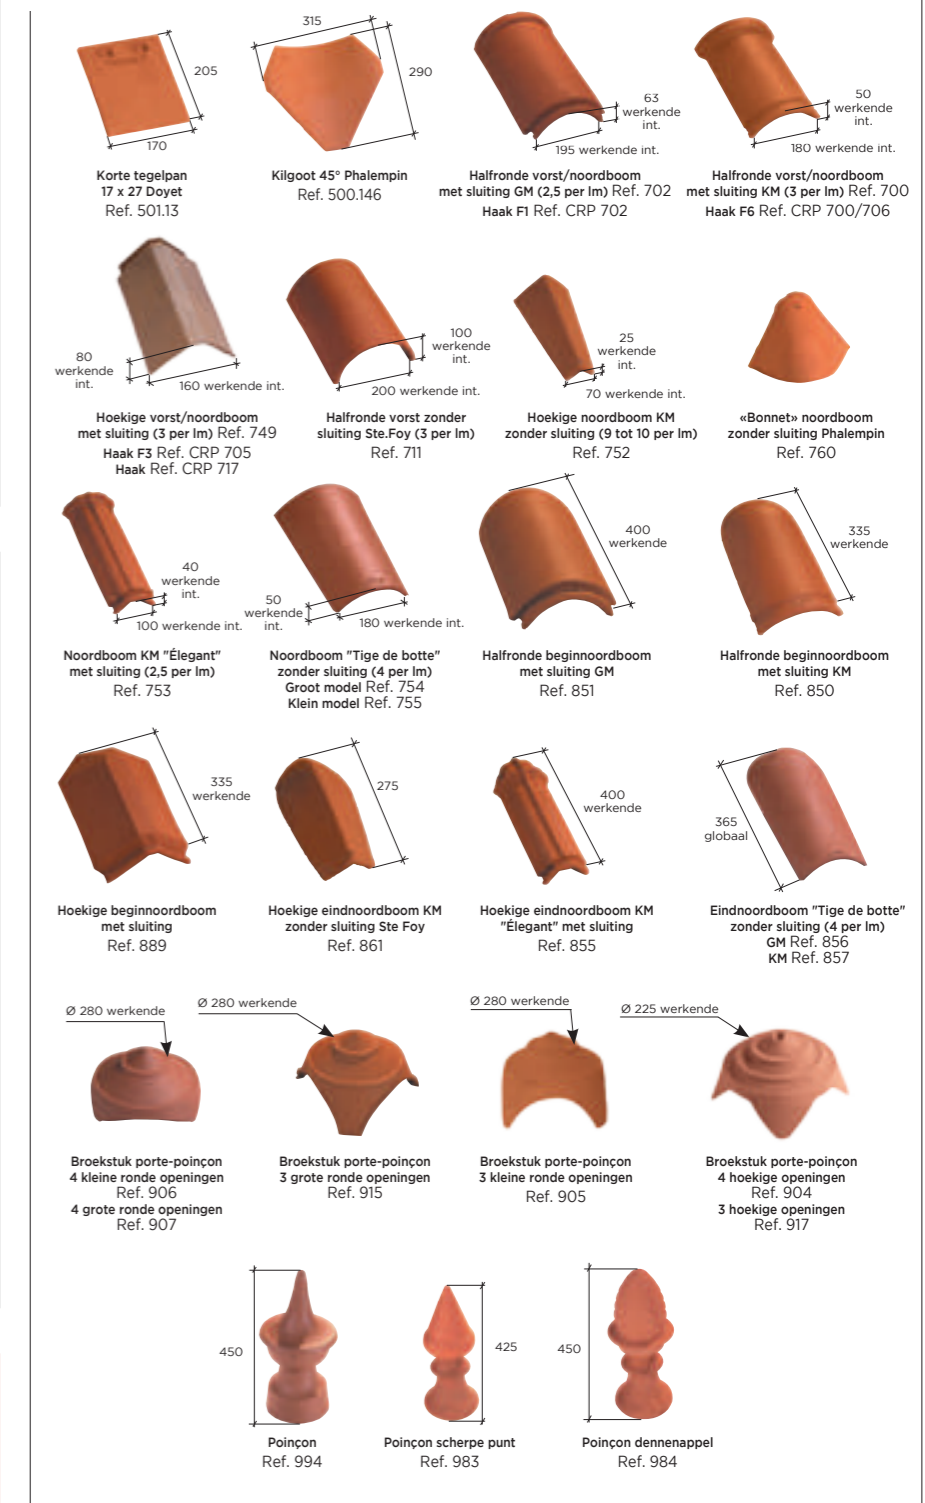 205
170
Korte tegelpan
17 x 27 Doyet
Ref. 501.13
315
290
Kilgoot 45° Phalempin
Ref. 500.146
63
werkende
int.
195 werkende int.
Halfronde vorst/noordboom
met sluiting GM (2,5 per lm) Ref. 702
Haak F1 Ref. CRP 702
50
werkende
int.
180 werkende int.
Halfronde vorst/noordboom
met sluiting KM (3 per lm) Ref. 700
Haak F6 Ref. CRP 700/706
80
werkende
int.
160 werkende int.
Hoekige vorst/noordboom
met sluiting (3 per lm) Ref. 749
Haak F3 Ref. CRP 705
Haak Ref. CRP 717
100
werkende
int.
200 werkende int.
Halfronde vorst zonder
sluiting Ste.Foy (3 per lm)
Ref. 711
25
werkende
int.
70 werkende int.
Hoekige noordboom KM
zonder sluiting (9 tot 10 per lm)
Ref. 752
«Bonnet» noordboom
zonder sluiting Phalempin
Ref. 760
40
werkende
int.
100 werkende int.
Noordboom KM "Élegant"
met sluiting (2,5 per lm)
Ref. 753
50
werkende
int.
180 werkende int.
Noordboom "Tige de botte"
zonder sluiting (4 per lm)
Groot model Ref. 754
Klein model Ref. 755
400
werkende
Halfronde beginnoordboom
met sluiting GM
Ref. 851
335
werkende
Halfronde beginnoordboom
met sluiting KM
Ref. 850
335
werkende
Hoekige beginnoordboom
met sluiting
Ref. 889
275
Hoekige eindnoordboom KM
zonder sluiting Ste Foy
Ref. 861
400
werkende
Hoekige eindnoordboom KM
"Élegant" met sluiting
Ref. 855
365
globaal
Eindnoordboom "Tige de botte"
zonder sluiting (4 per lm)
GM Ref. 856
KM Ref. 857
Ø 280 werkende
Broekstuk porte-poinçon
4 kleine ronde openingen
Ref. 906
4 grote ronde openingen
Ref. 907
Ø 280 werkende
Broekstuk porte-poinçon
3 grote ronde openingen
Ref. 915
Ø 280 werkende
Broekstuk porte-poinçon
3 kleine ronde openingen
Ref. 905
Ø 225 werkende
Broekstuk porte-poinçon
4 hoekige openingen
Ref. 904
3 hoekige openingen
Ref. 917
450
Poinçon
Ref. 994
425
Poinçon scherpe punt
Ref. 983
450
Poinçon dennenappel
Ref. 984